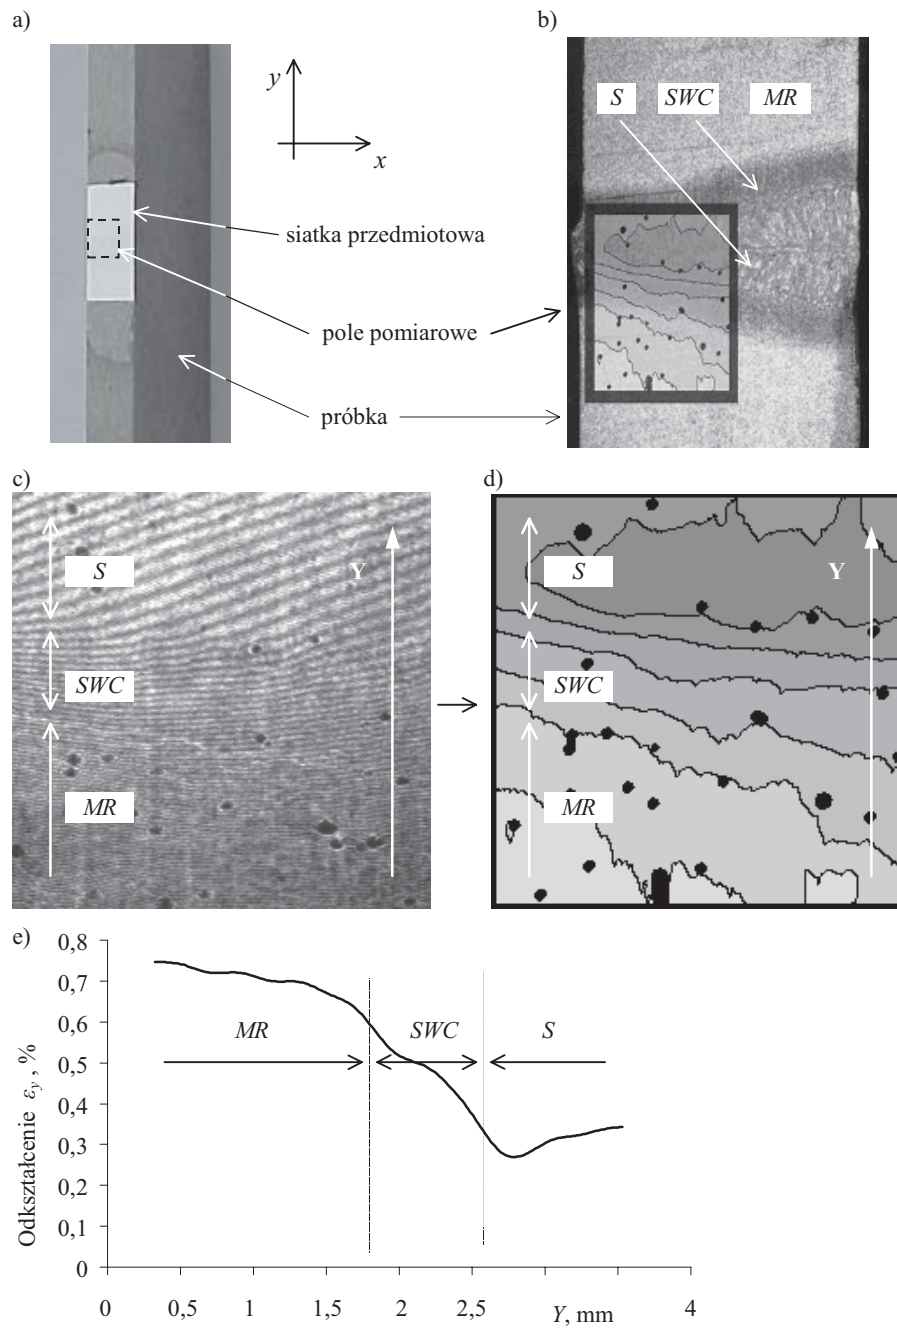 a)
b)
y
x
S
SWC
MR
siatka przedmiotowa
pole pomiarowe
próbka
c)
d)
S
Y
SWC
MR
S
Y
SWC
MR
e)
0,8
0,7
0,6
0,5
0,4
0,3
0,2
0,1
0
Odkształcenie εy , %
MR
SWC
S
0 0,5 1 1,5 2 2,5 Y, mm 4